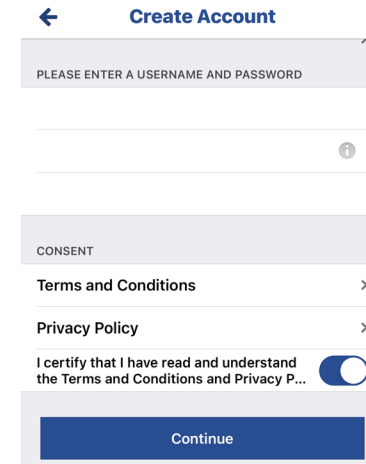 Create Account
PLEASE ENTER A USERNAME AND PASSWORD
CONSENT
Terms and Conditions
Privacy Policy
I certify that I have read and understand
the Terms and Conditions and Privacy P...
Continue